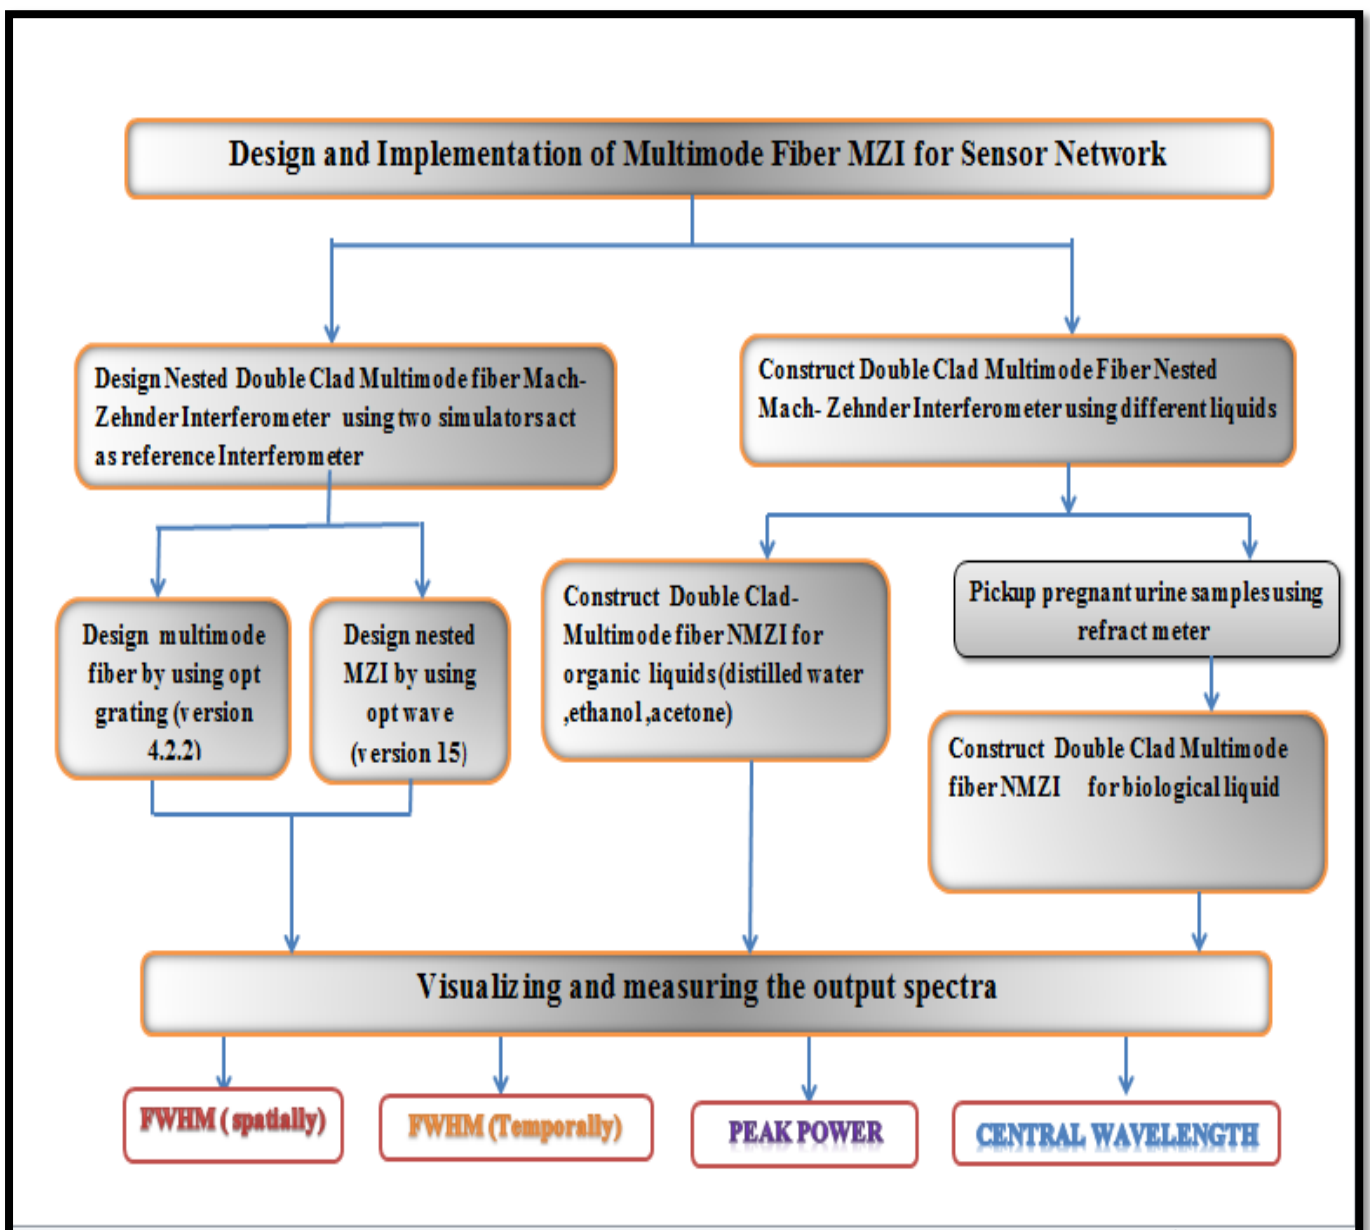 Design and Implementation of Multimode Fiber MZI for Sensor Network
Design Nested Double Clad Multimode fiber Mach-
Zehnder Interferometer using two simulators act
as reference Interferometer
Construct Double Clad Multimode Fiber Nested
Mach- Zehnder Interferometer using different liquids
Design multimode
fiber by using opt
grating (version
4.2.2)
Design nested
MZI by using
opt wave
(version 15)
Construct Double Clad-
Multimode fiber NMZI for
organic liquids(distilled water
,ethanol ,acetone)
Pickup pregnant urine samples using
refract meter
Construct Double Clad Multimode
fiber NMZI for biological liquid
Visualizing and measuring the output spectra
FWHM ( spatially)
FWHM (Temporally)
PEAK POWER
CENTRAL WAVELENGTH